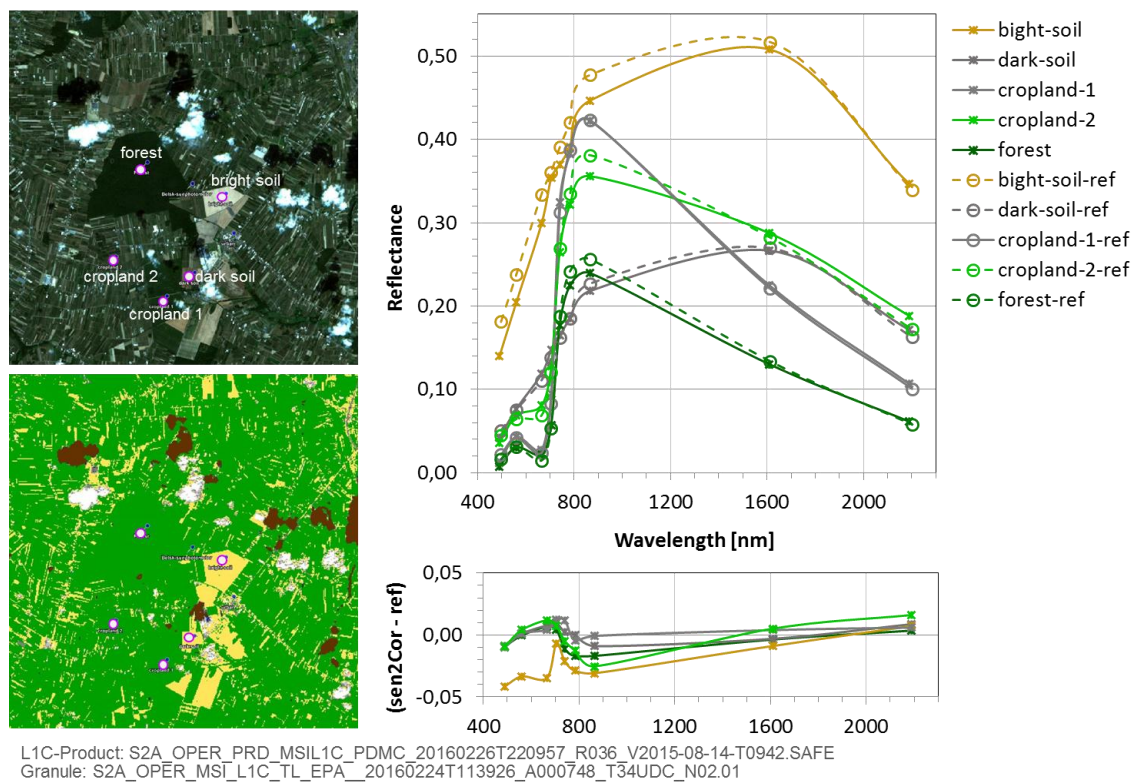 forest
bright soil
cropland 2
dark soil
cropland 1
Reflectance
0,50
0,40
0,30
0,20
0,10
0,00
400
800
1200
1600
2000
Wavelength [nm]
bight-soil
dark-soil
cropland-1
cropland-2
forest
bight-soil-ref
dark-soil-ref
cropland-1-ref
cropland-2-ref
forest-ref
(sen2Cor - ref)
0,05
0,00
-0,05
400
800
1200
1600
2000
L1C-Product: S2A_OPER_PRD_MSIL1C_PDMC_20160226T220957_R036_V2015-08-14-T0942.SAFE
Granule: S2A_OPER_MSI_L1C_TL_EPA__20160224T113926_A000748_T34UDC_N02.01